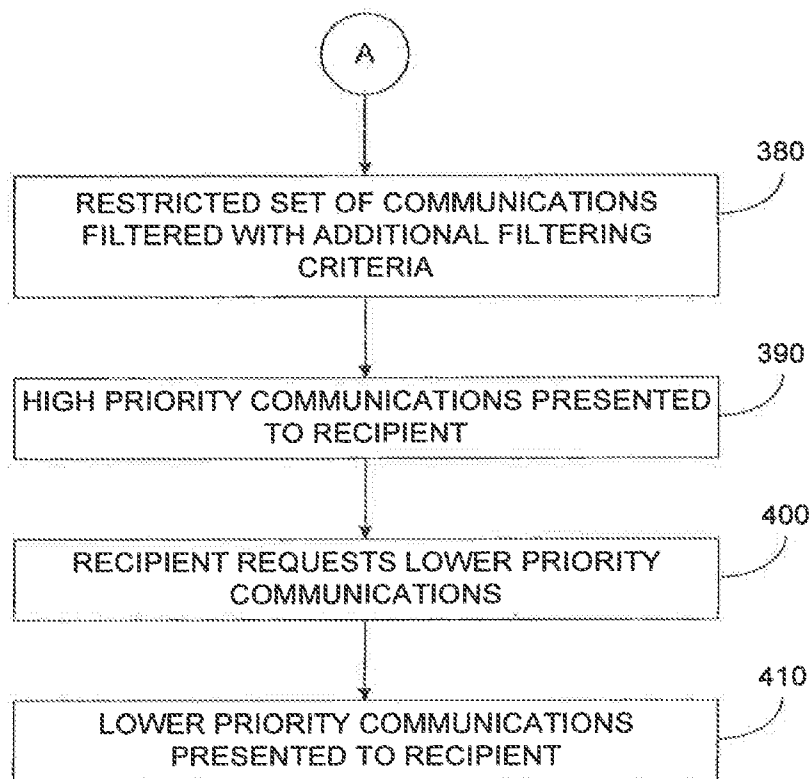 A
380
RESTRICTED SET OF COMMUNICATIONS
FILTERED WITH ADDITIONAL FILTERING
CRITERIA
390
HIGH PRIORITY COMMUNICATIONS PRESENTED
TO RECIPIENT
400
RECIPIENT REQUESTS LOWER PRIORITY
COMMUNICATIONS
410
LOWER PRIORITY COMMUNICATIONS
PRESENTED TO RECIPIENT